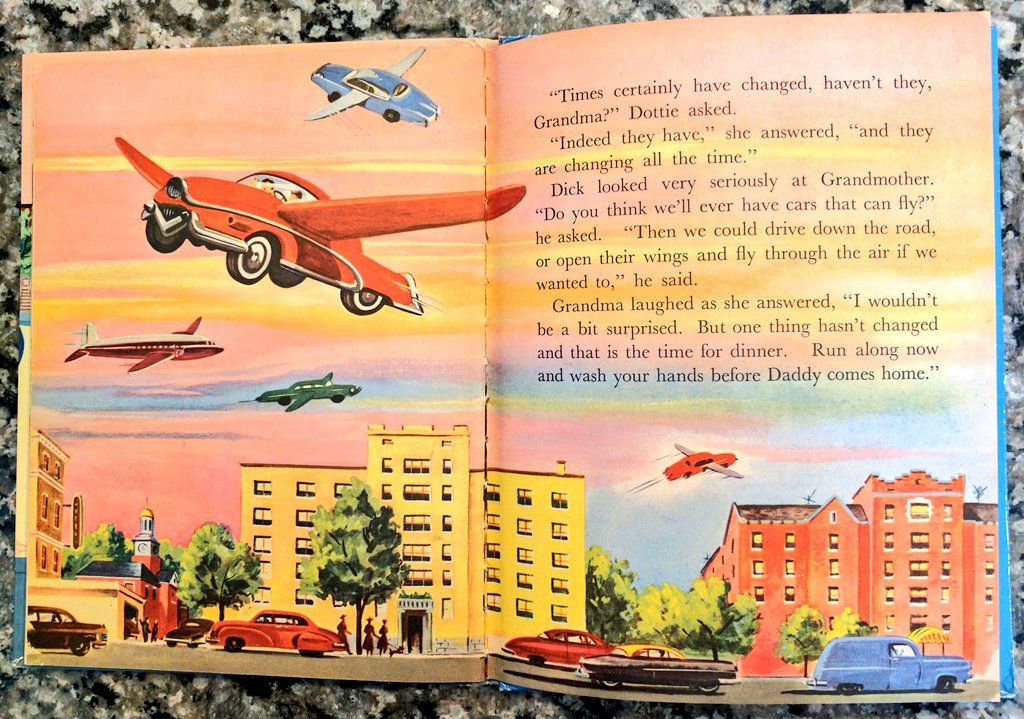 “Times certainly have changed, haven’t they,
Grandma?” Dottie asked.
“Indeed they have,” she answered, “and they
are changing all the time.”
Dick looked very seriously at Grandmother.
“Do you think we’ll ever have cars that can fly?”
he asked. “Then we could drive down the road,
or open their wings and fly through the air if we
wanted to,” he said.
Grandma laughed as she answered, “I wouldn’t
be a bit surprised. But one thing hasn’t changed
and that is the time for dinner. Run along now
and wash your hands before Daddy comes home.”